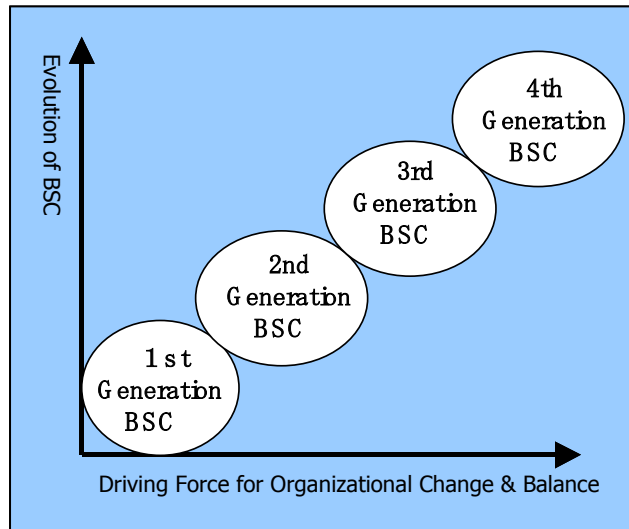 Evolution of BSC
4th
Generation
BSC
3rd
Generation
BSC
2nd
Generation
BSC
1st
Generation
BSC
Driving Force for Organizational Change & Balance